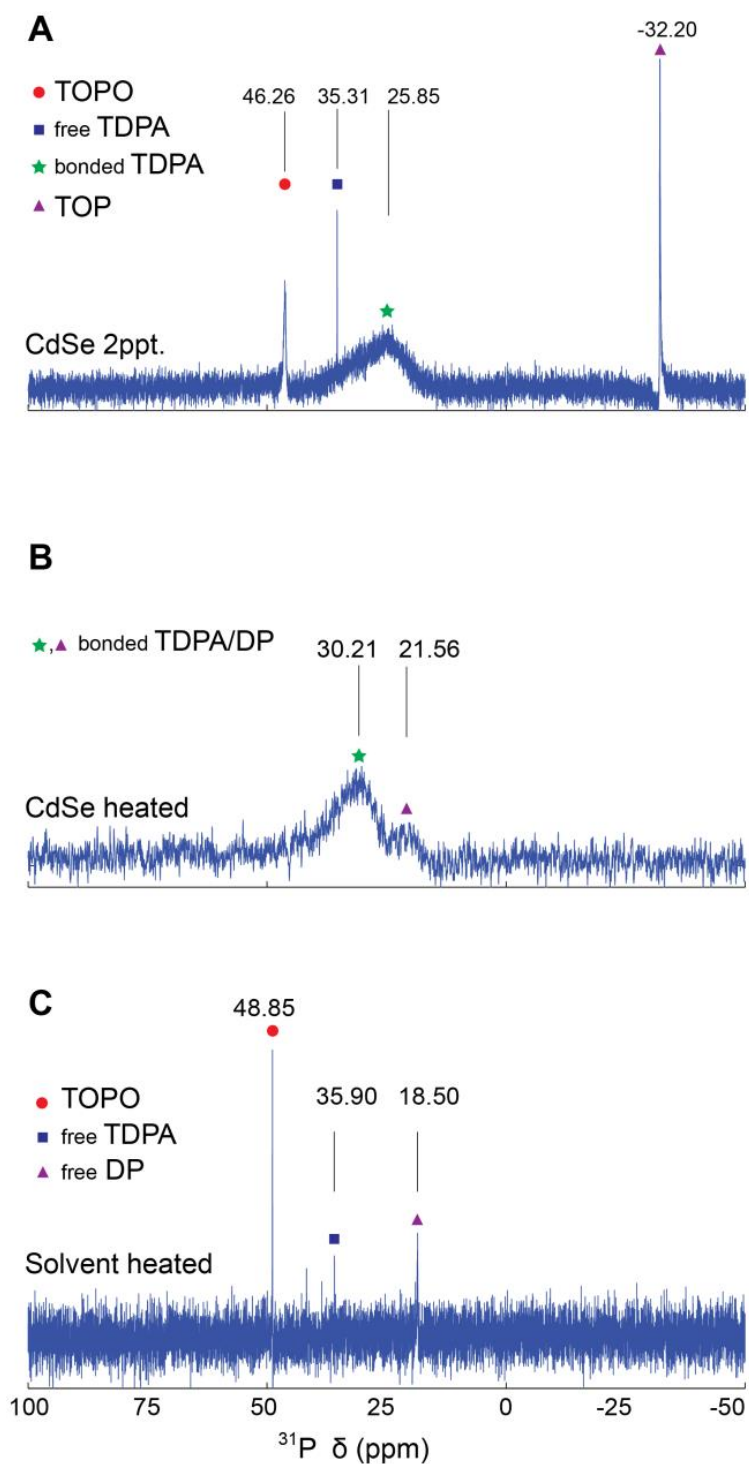 A
-32.20
TOPO
46.26 35.31 25.85
free TDPA
bonded TDPA
TOP
CdSe 2ppt.
B
bonded TDPA/DP
30.21 21.56
CdSe heated
C
48.85
TOPO
35.90 18.50
free TDPA
free DP
Solvent heated
100 75 50 25 0 -25 -50
³¹P δ (ppm)